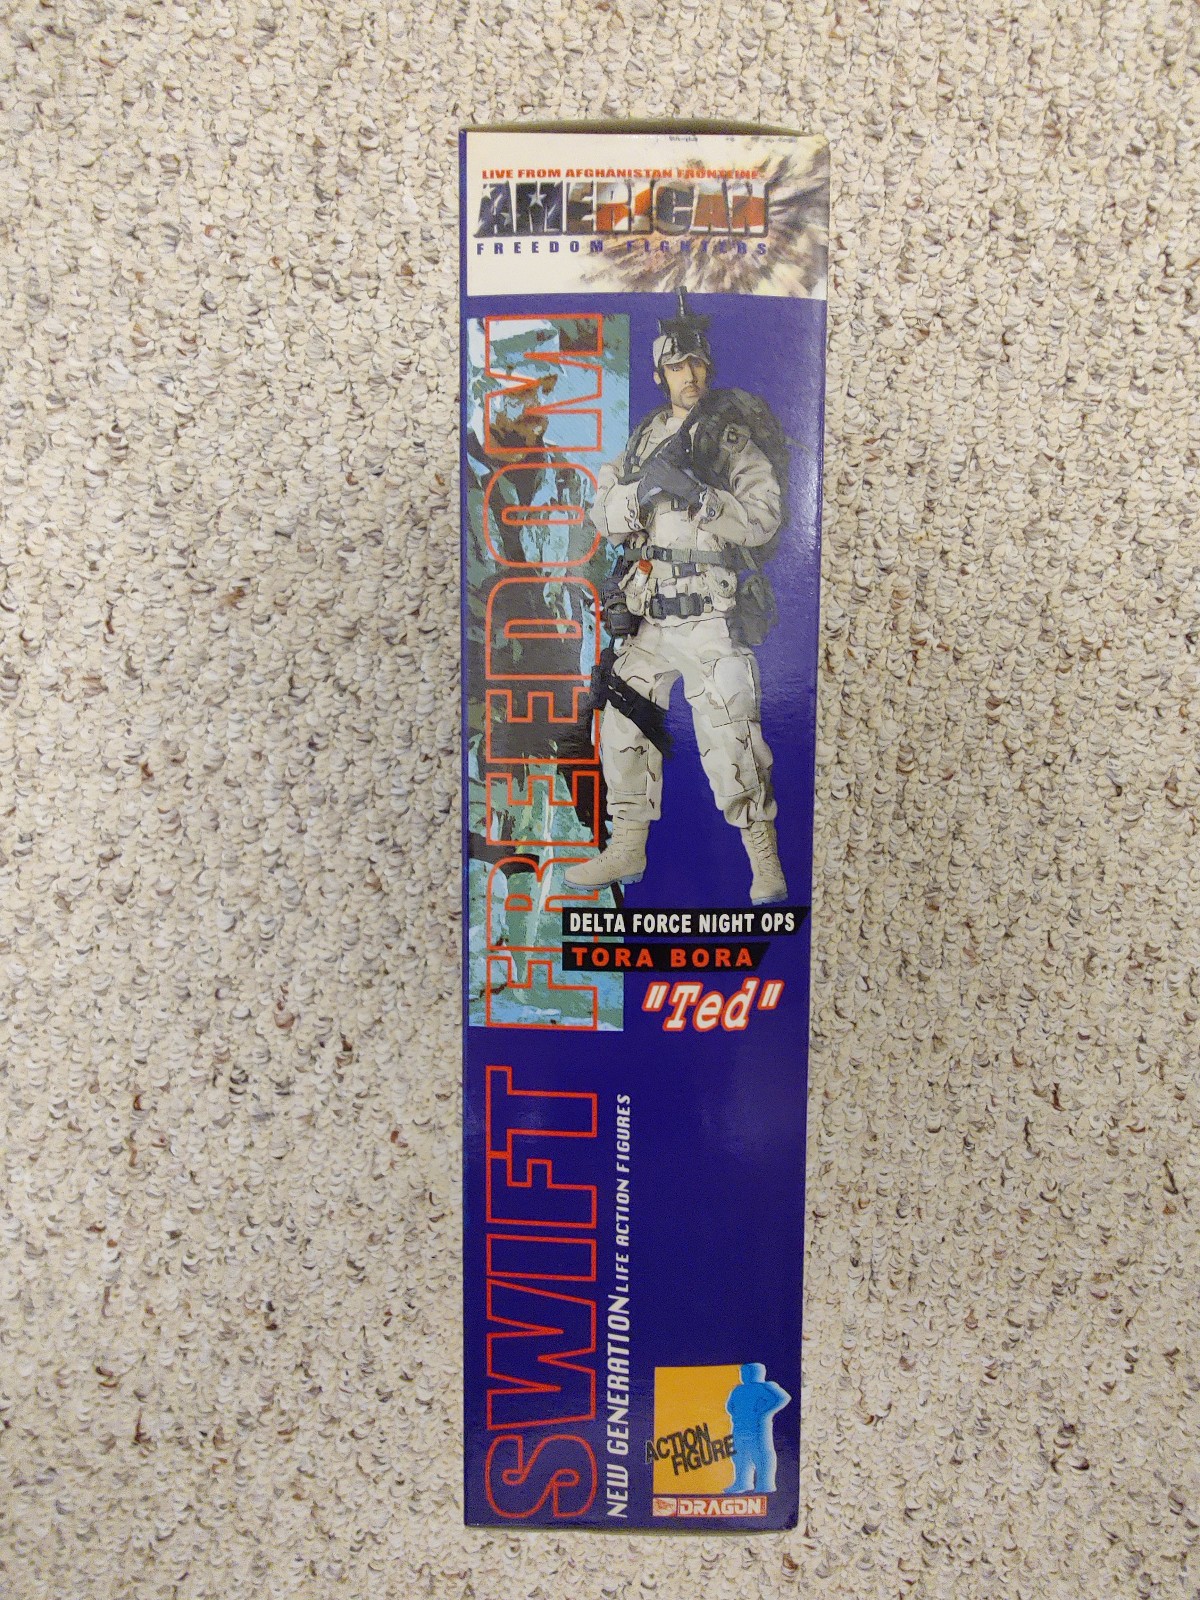 LIVE FROM AFGHANISTAN FRONTLINE
AMERICAN
FREEDOM FIGHTERS
SWIFT FREEDOM
DELTA FORCE NIGHT OPS
TORA BORA
"Ted"
NEW GENERATION LIFE ACTION FIGURES
ACTION
FIGURE
DRAGON